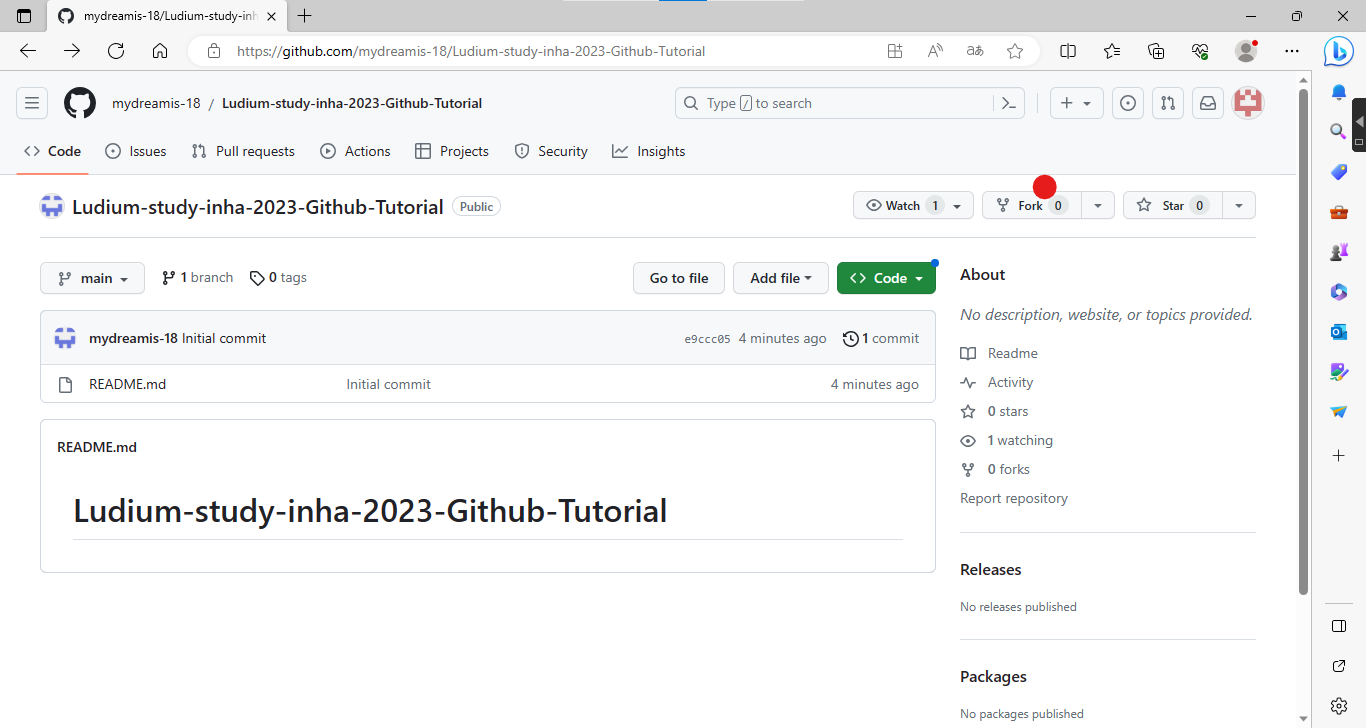 mydreamis-18/Ludium-study-inh
https://github.com/mydreamis-18/Ludium-study-inha-2023-Github-Tutorial
mydreamis-18 / Ludium-study-inha-2023-Github-Tutorial
Type / to search
Code Issues Pull requests Actions Projects Security Insights
Ludium-study-inha-2023-Github-Tutorial Public
Watch 1 Fork 0 Star 0
main 1 branch 0 tags Go to file Add file Code
mydreamis-18 Initial commit e9ccc05 4 minutes ago 1 commit
README.md Initial commit 4 minutes ago
README.md
Ludium-study-inha-2023-Github-Tutorial
About
No description, website, or topics provided.
Readme
Activity
0 stars
1 watching
0 forks
Report repository
Releases
No releases published
Packages
No packages published